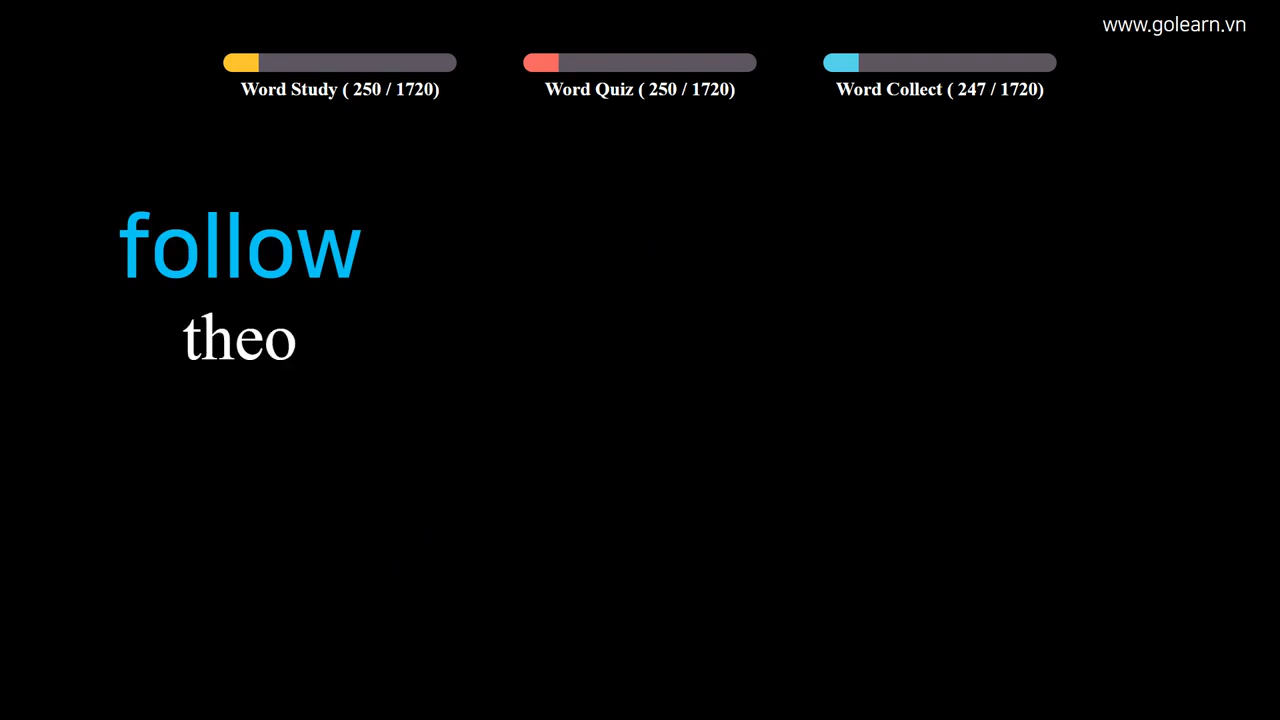 www.golearn.vn
Word Study ( 250 / 1720)
Word Quiz ( 250 / 1720)
Word Collect ( 247 / 1720)
follow
theo